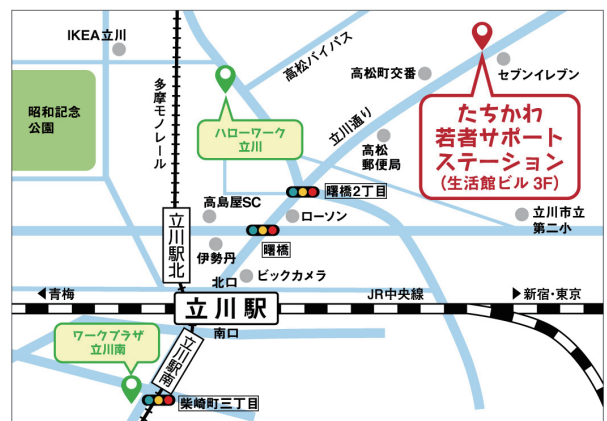 IKEA立川
高松バイパス
高松町交番
セブンイレブン
昭和記念
公園
多摩モノレール
ハローワーク
立川
立川通り
たちかわ
若者サポート
ステーション
(生活館ビル 3F)
高松
郵便局
曙橋2丁目
高島屋SC
ローソン
立川市立
第二小
立川駅北
曙橋
伊勢丹
北口
ビックカメラ
青梅
立川駅
JR中央線
新宿・東京
南口
ワークプラザ
立川南
立川駅南
柴崎町三丁目